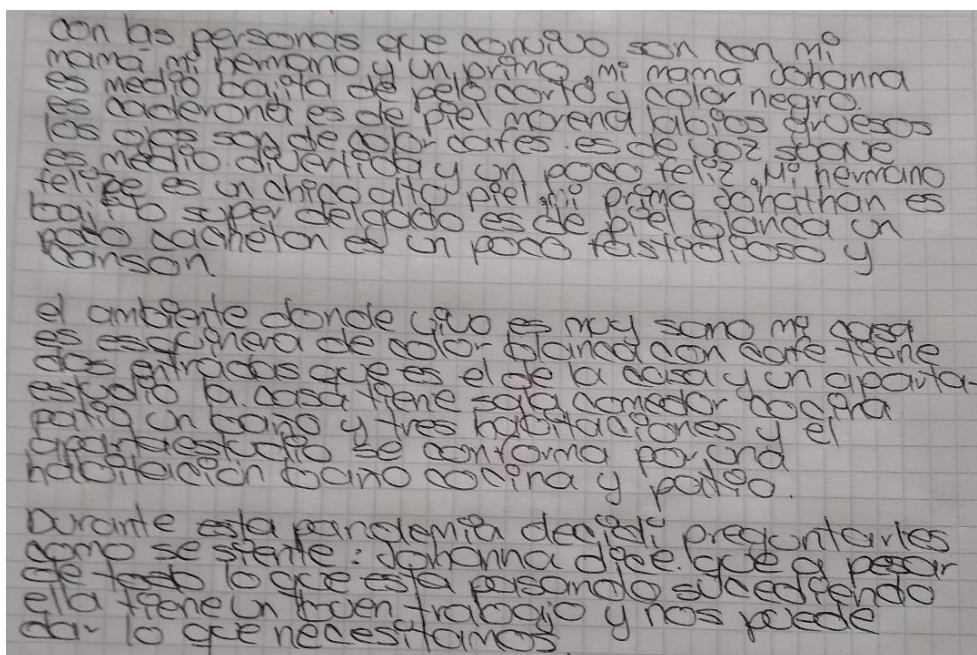 con las personas que convivo son con mi
mama mi hermano y un primo, mi mama Johanna
es medio bajita de pelo corto y color negro.
es caderona es de piel morena labios gruesos
los ojos son de color cafes. es de voz suave
es medio divertida y un poco feliz. Mi hermano
felipe es un chico alto piel mi primo Johathan es
bajito super delgado es de piel blanca un
poco cacheton es un poco fastidioso y
canson.
el ambiente donde vivo es muy sano mi casa
es esquinera de color blanca con cafe tiene
dos entradas que es el de la casa y un aparta
estudio la casa tiene sala comedor cocina
patio un baño y tres habitaciones y el
apartaestudio se conforma por una
habitacion baño cocina y patio.
Durante esta pandemia decidi preguntarles
como se siente: Johanna dice que a pesar
de todo lo que esta pasando sucediendo
ella tiene un buen trabajo y nos puede
dar lo que necesitamos.